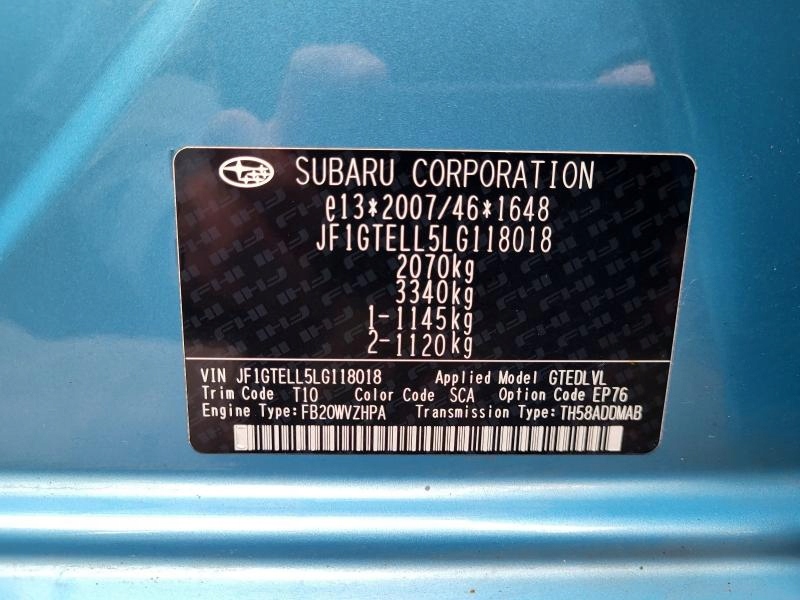 SUBARU CORPORATION
e13*2007/46*1648
JF1GTELL5LG118018
2070kg
3340kg
1-1145kg
2-1120kg
VIN JF1GTELL5LG118018 Applied Model GTEDLVL
Trim Code T10 Color Code SCA Option Code EP76
Engine Type:FB20WVZHPA Transmission Type:TH58ADDMAB